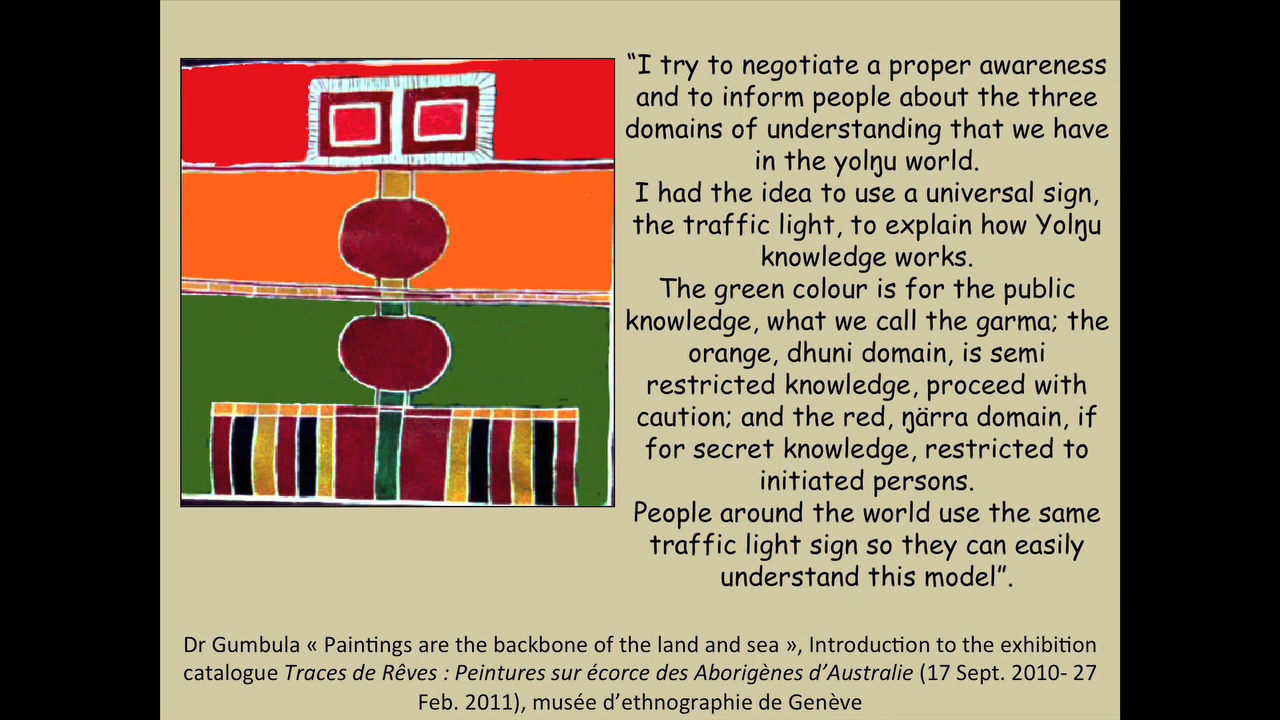 “I try to negotiate a proper awareness
and to inform people about the three
domains of understanding that we have
in the yolŋu world.
I had the idea to use a universal sign,
the traffic light, to explain how Yolŋu
knowledge works.
The green colour is for the public
knowledge, what we call the garma; the
orange, dhuni domain, is semi
restricted knowledge, proceed with
caution; and the red, ŋärra domain, if
for secret knowledge, restricted to
initiated persons.
People around the world use the same
traffic light sign so they can easily
understand this model”.
Dr Gumbula « Paintings are the backbone of the land and sea », Introduction to the exhibition
catalogue Traces de Rêves : Peintures sur écorce des Aborigènes d’Australie (17 Sept. 2010- 27
Feb. 2011), musée d’ethnographie de Genève